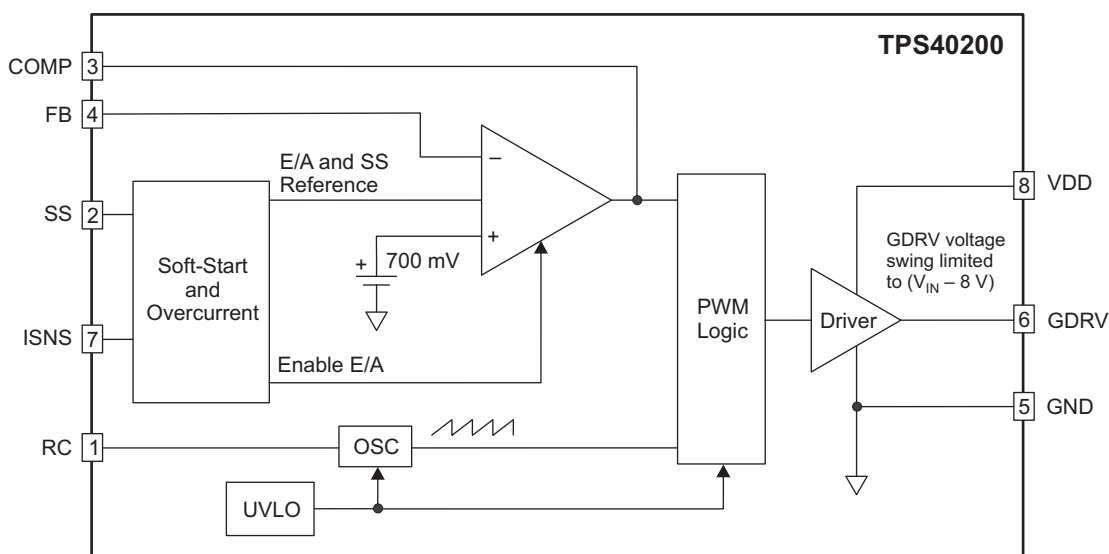 TPS40200
COMP 3
FB 4
E/A and SS
Reference
SS 2
− 
+
+
700 mV
Soft-Start
and
Overcurrent
ISNS 7
Enable E/A
RC 1
OSC
UVLO
PWM
Logic
Driver
GDRV voltage
swing limited
to (VIN – 8 V)
8 VDD
6 GDRV
5 GND